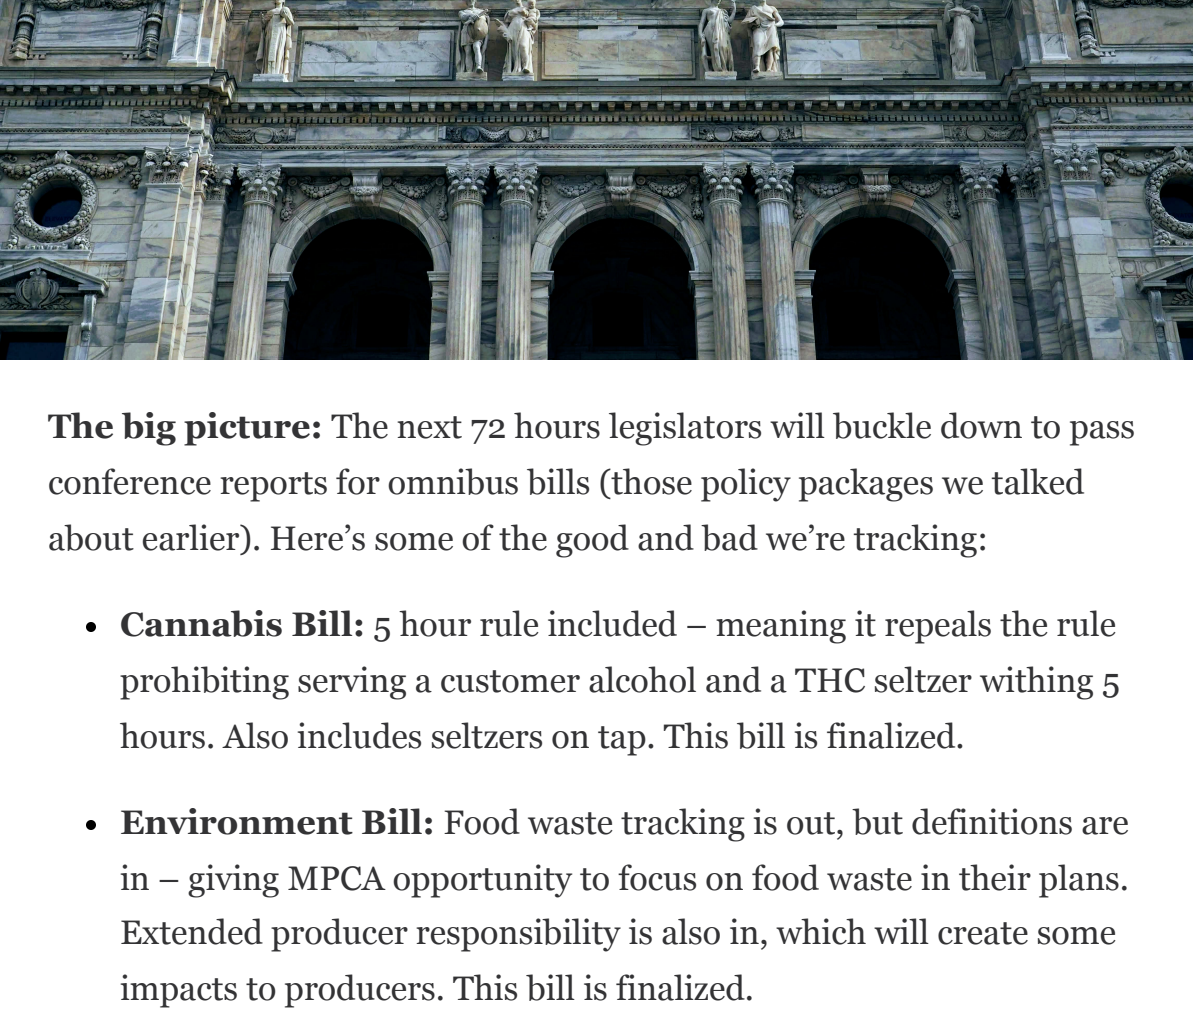 The big picture: The next 72 hours legislators will buckle down to pass
conference reports for omnibus bills (those policy packages we talked
about earlier). Here’s some of the good and bad we’re tracking:
• Cannabis Bill: 5 hour rule included – meaning it repeals the rule
prohibiting serving a customer alcohol and a THC seltzer withing 5
hours. Also includes seltzers on tap. This bill is finalized.
• Environment Bill: Food waste tracking is out, but definitions are
in – giving MPCA opportunity to focus on food waste in their plans.
Extended producer responsibility is also in, which will create some
impacts to producers. This bill is finalized.